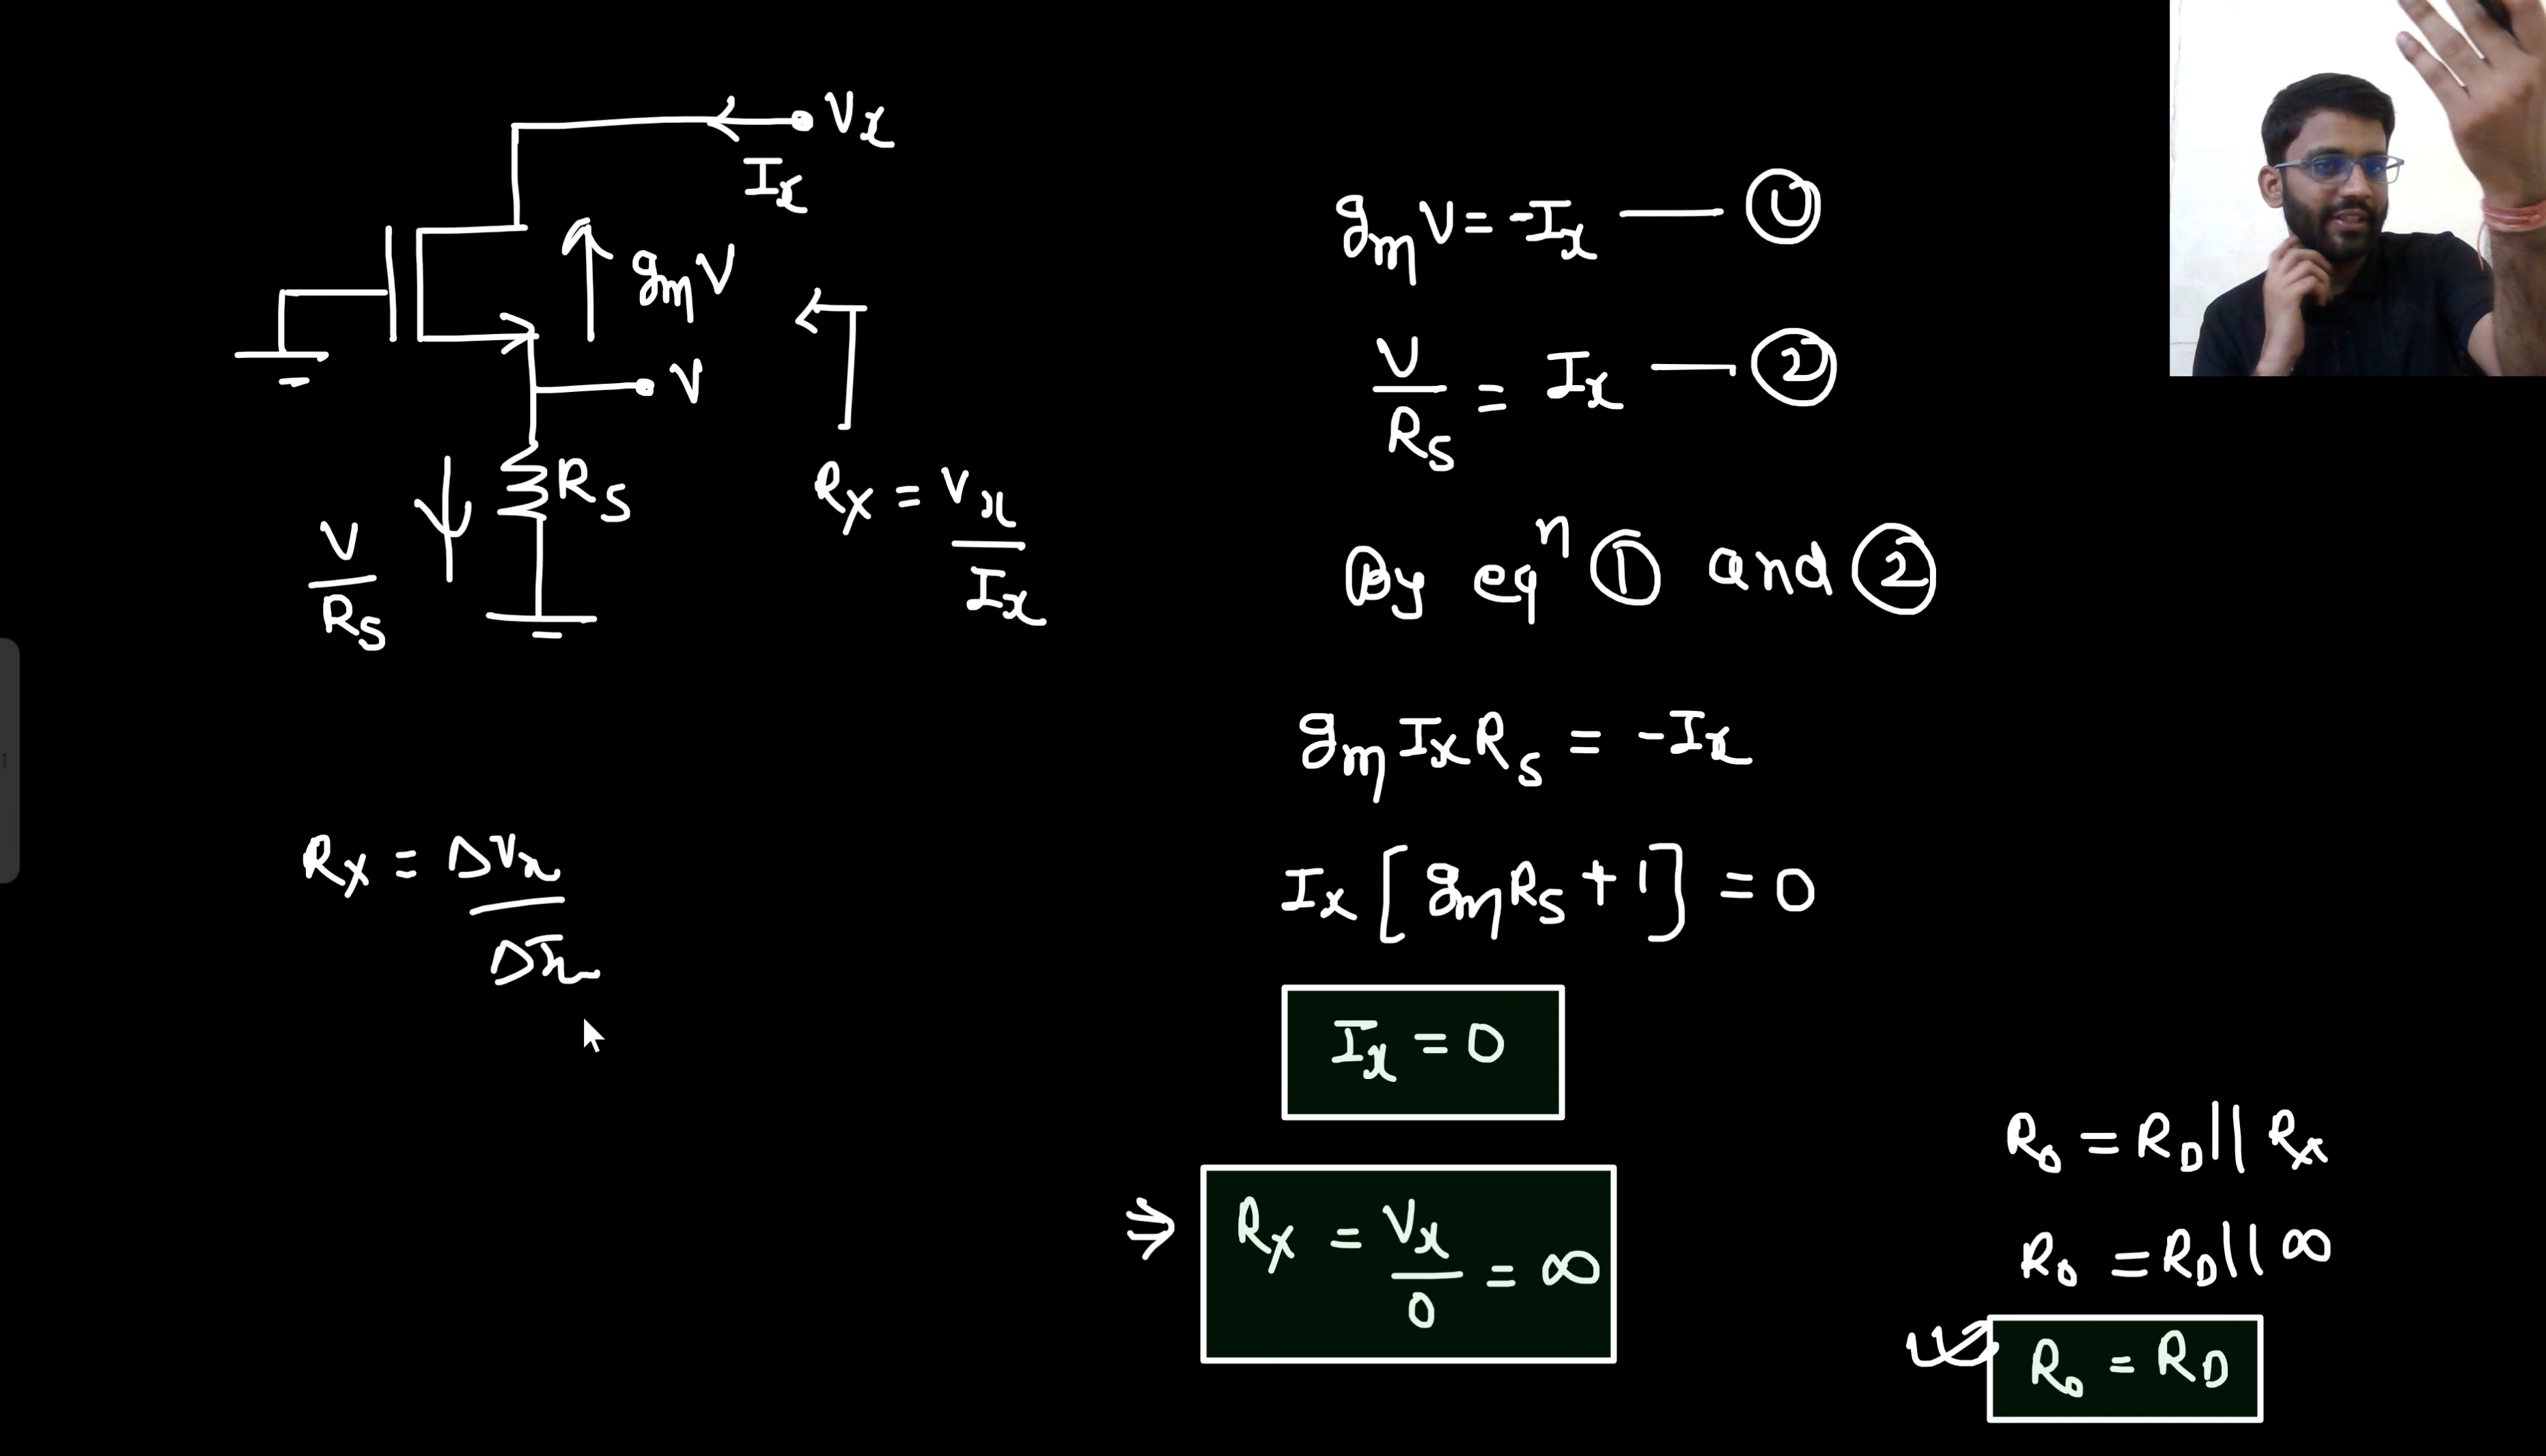 Vx
Ix
gmV
V
RS
V/RS
Rx = Vx/Ix
Rx = ΔVx/ΔIx
gmV = -Ix — ①
V/RS = Ix — ②
By eqⁿ ① and ②
gm Ix RS = -Ix
Ix [gmRS + 1] = 0
Ix = 0
⇒ Rx = Vx/0 = ∞
Ro = RD || Rx
Ro = RD || ∞
Ro = RD